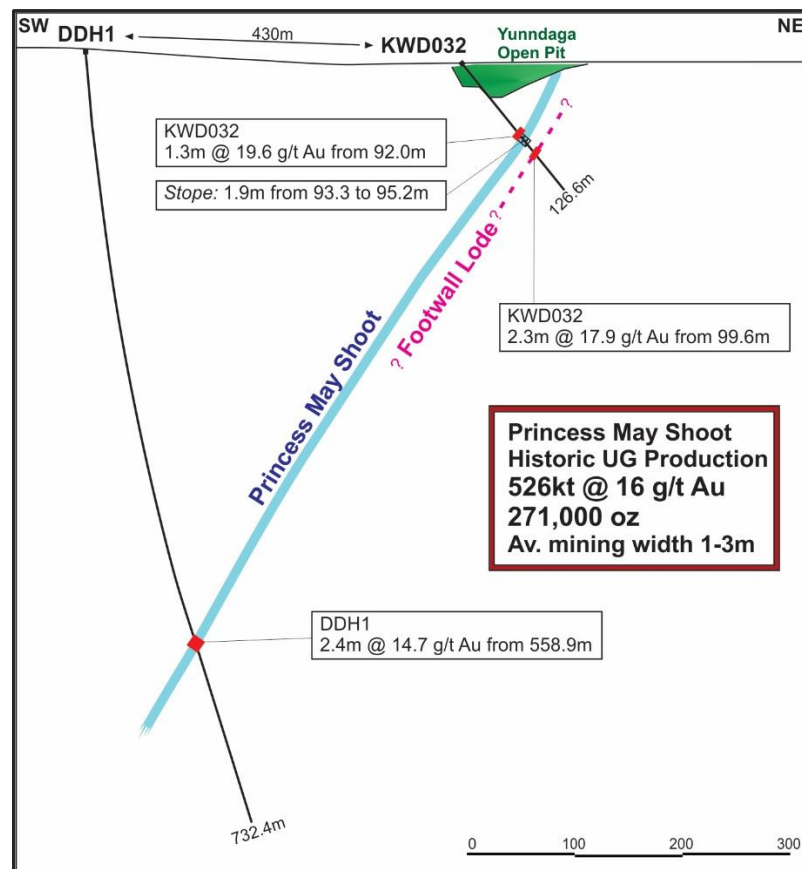 SW
NE
DDH1
430m
KWD032
Yunndaga
Open Pit
KWD032
1.3m @ 19.6 g/t Au from 92.0m
Stope: 1.9m from 93.3 to 95.2m
?
126.6m
?
Footwall Lode
?
Princess May Shoot
KWD032
2.3m @ 17.9 g/t Au from 99.6m
Princess May Shoot
Historic UG Production
526kt @ 16 g/t Au
271,000 oz
Av. mining width 1-3m
DDH1
2.4m @ 14.7 g/t Au from 558.9m
732.4m
0 100 200 300